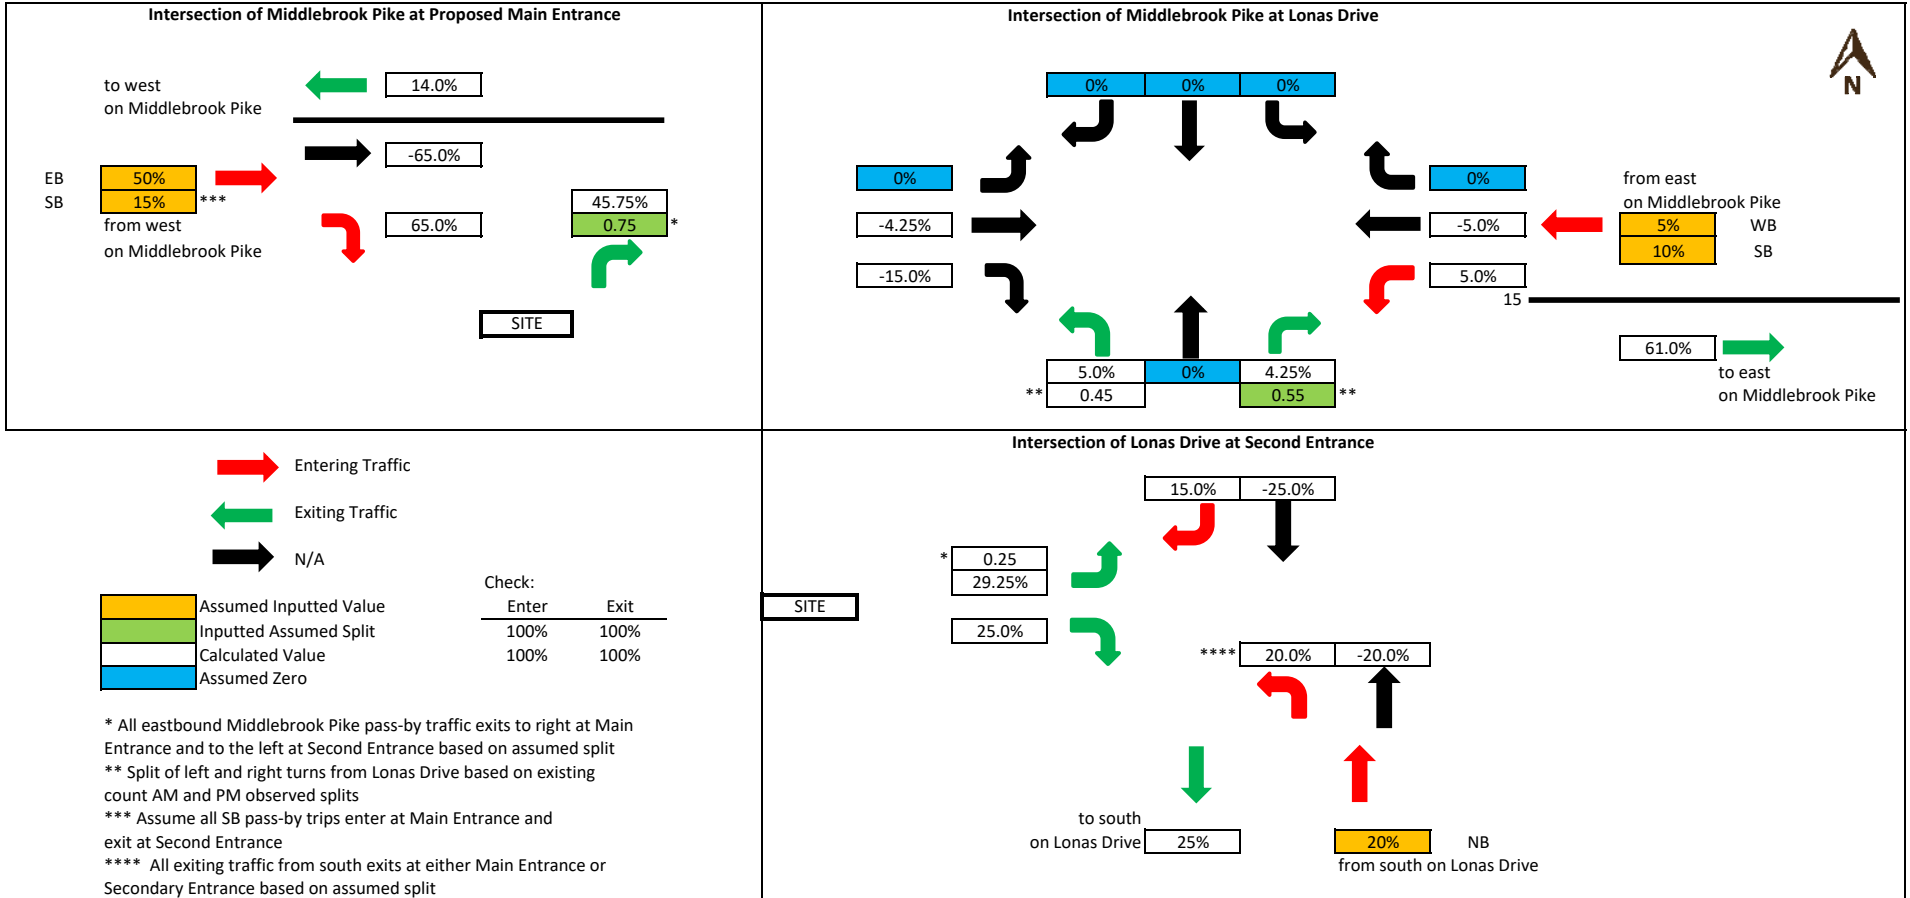 Intersection of Middlebrook Pike at Proposed Main Entrance
to west
on Middlebrook Pike
14.0%
-65.0%
EB 50%
SB 15% ***
from west
on Middlebrook Pike
65.0%
45.75%
0.75 *
SITE
Intersection of Middlebrook Pike at Lonas Drive
N
0% 0% 0%
0%
-4.25%
-15.0%
0%
-5.0%
5.0%
15
from east
on Middlebrook Pike
5% WB
10% SB
61.0%
to east
on Middlebrook Pike
5.0% 0% 4.25%
** 0.45 0.55 **
Entering Traffic
Exiting Traffic
N/A
Assumed Inputted Value
Inputted Assumed Split
Calculated Value
Assumed Zero
Check:
Enter Exit
100% 100%
100% 100%
* All eastbound Middlebrook Pike pass-by traffic exits to right at Main
Entrance and to the left at Second Entrance based on assumed split
** Split of left and right turns from Lonas Drive based on existing
count AM and PM observed splits
*** Assume all SB pass-by trips enter at Main Entrance and
exit at Second Entrance
**** All exiting traffic from south exits at either Main Entrance or
Secondary Entrance based on assumed split
Intersection of Lonas Drive at Second Entrance
15.0% -25.0%
* 0.25
29.25%
SITE
25.0%
**** 20.0% -20.0%
to south
on Lonas Drive 25%
20% NB
from south on Lonas Drive